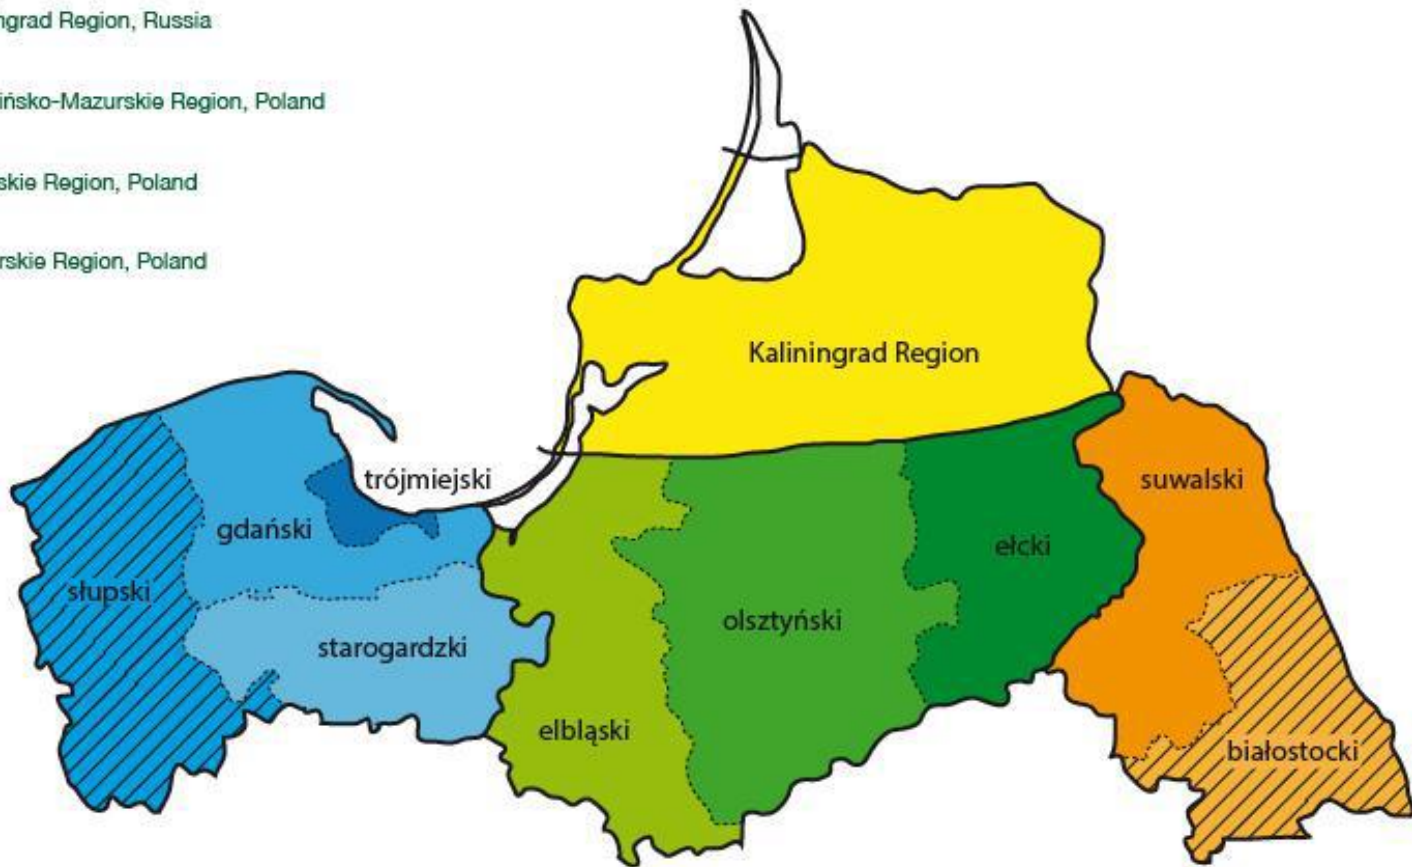 ngrad Region, Russia
ińsko-Mazurskie Region, Poland
skie Region, Poland
rskie Region, Poland
Kaliningrad Region
trójmiejski
suwalski
gdański
ełcki
słupski
olsztyński
starogardzki
elbląski
białostocki